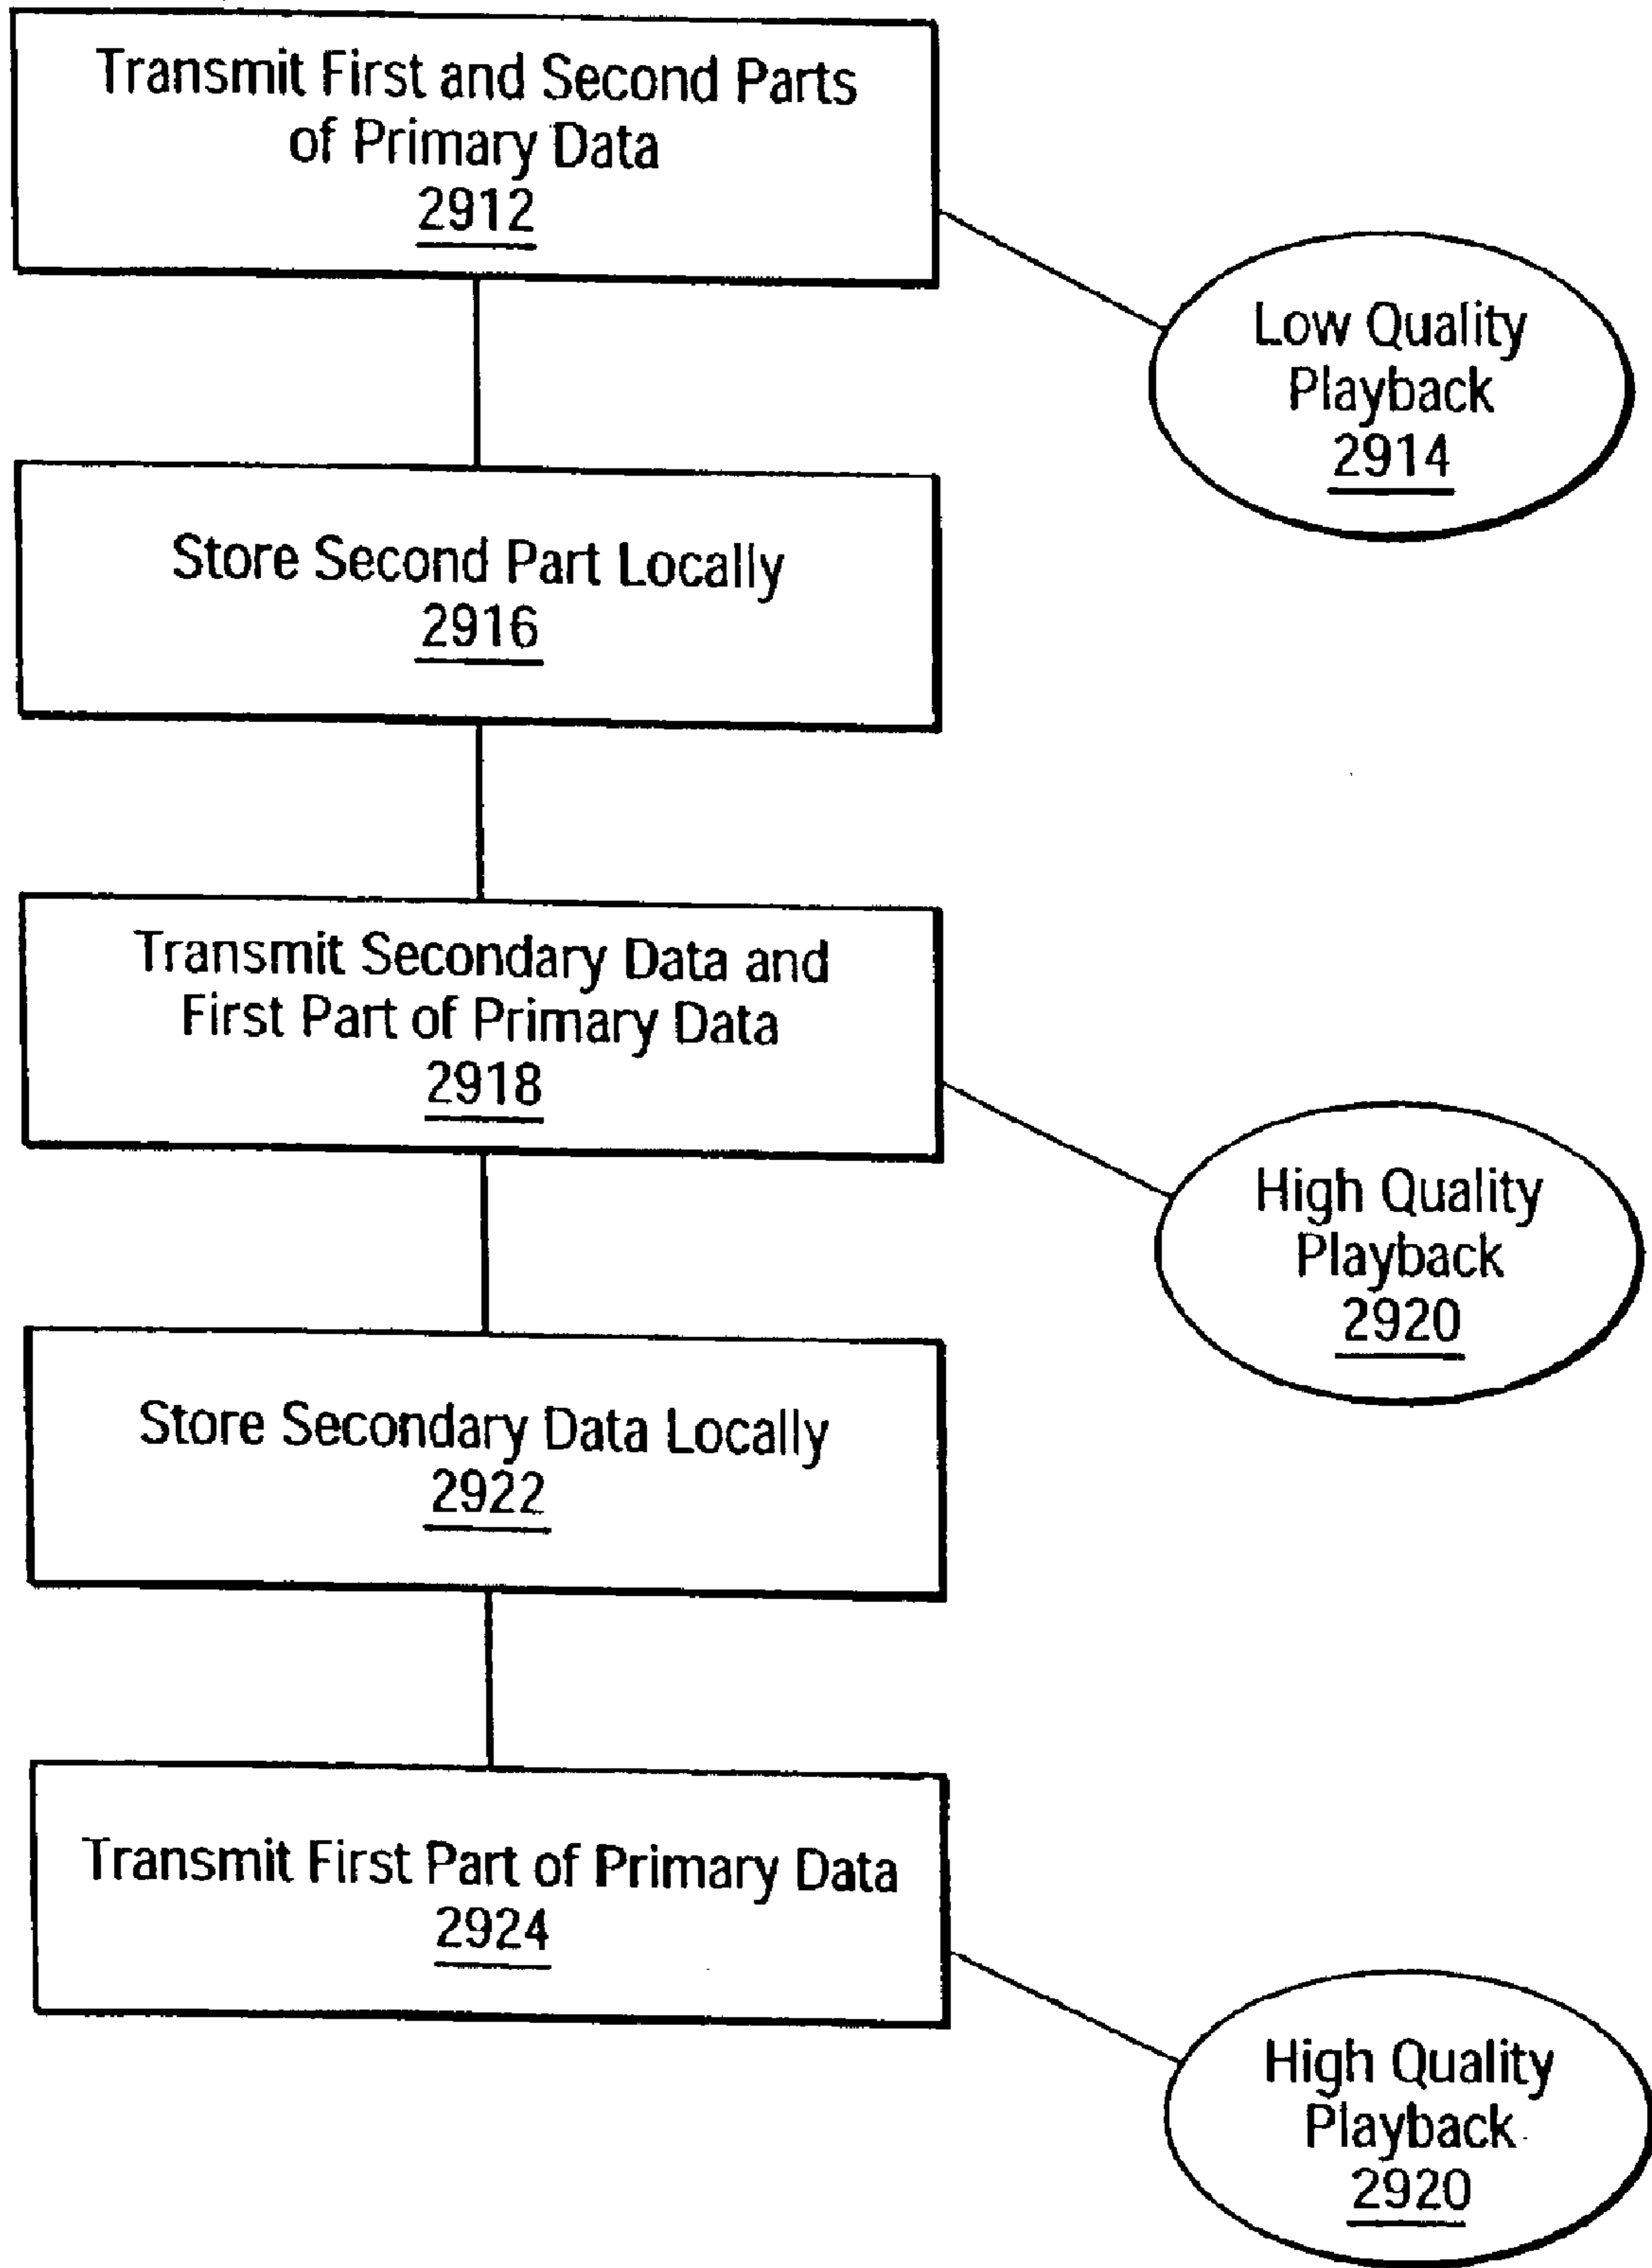 Transmit First and Second Parts
of Primary Data
2912
Low Quality
Playback
2914
Store Second Part Locally
2916
Transmit Secondary Data and
First Part of Primary Data
2918
High Quality
Playback
2920
Store Secondary Data Locally
2922
Transmit First Part of Primary Data
2924
High Quality
Playback
2920